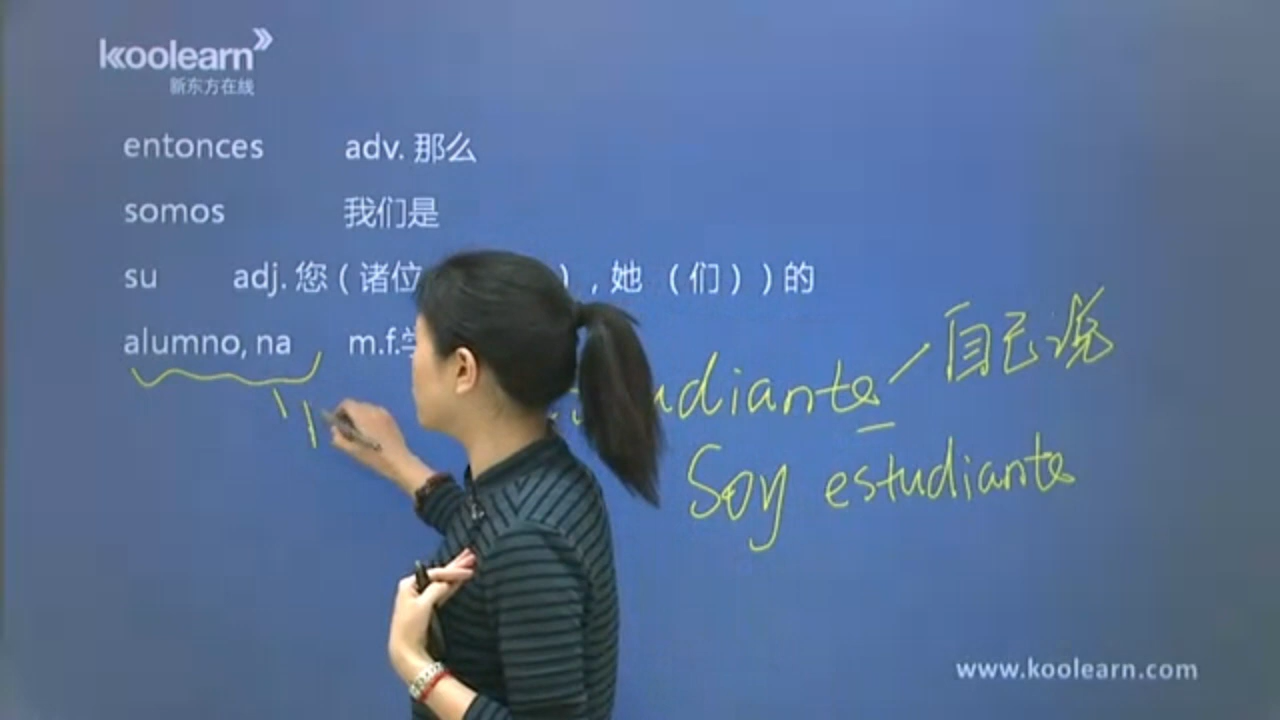 koolearn
新东方在线
entonces adv. 那么
somos 我们是
su adj. 您（诸位 ），她（们））的
alumno, na m.f.
udiante 自己说
Soy estudiante
www.koolearn.com